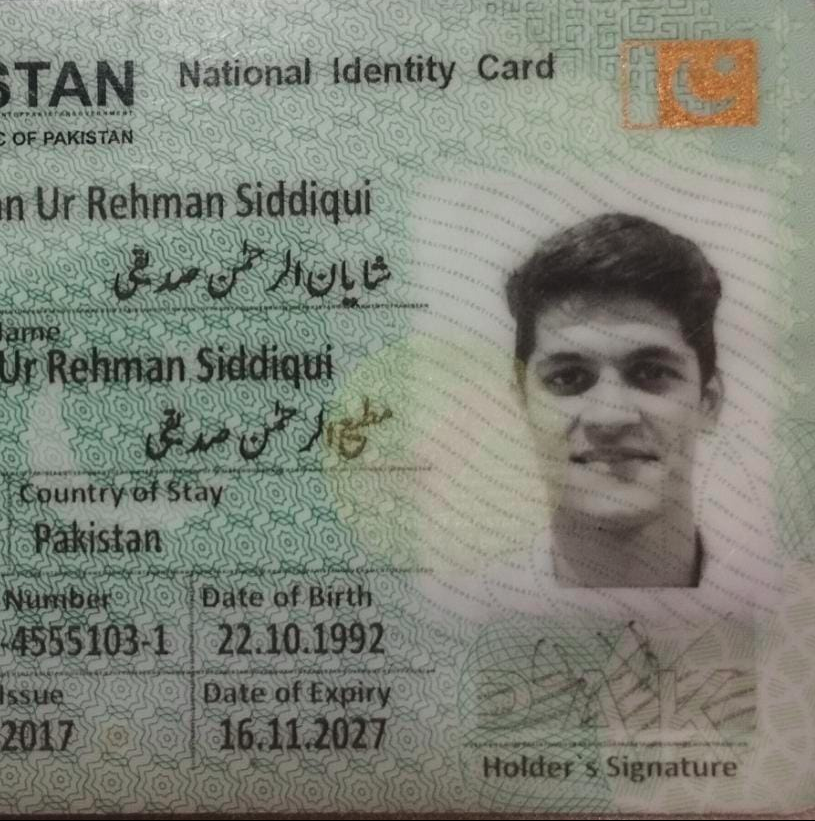 STAN National Identity Card
C OF PAKISTAN
n Ur Rehman Siddiqui
شایان الرحمٰن صدیقی
ame
Ur Rehman Siddiqui
مطیع الرحمٰن صدیقی
Country of Stay
Pakistan
Number Date of Birth
-4555103-1 22.10.1992
Issue Date of Expiry
2017 16.11.2027
PAK
Holder`s Signature